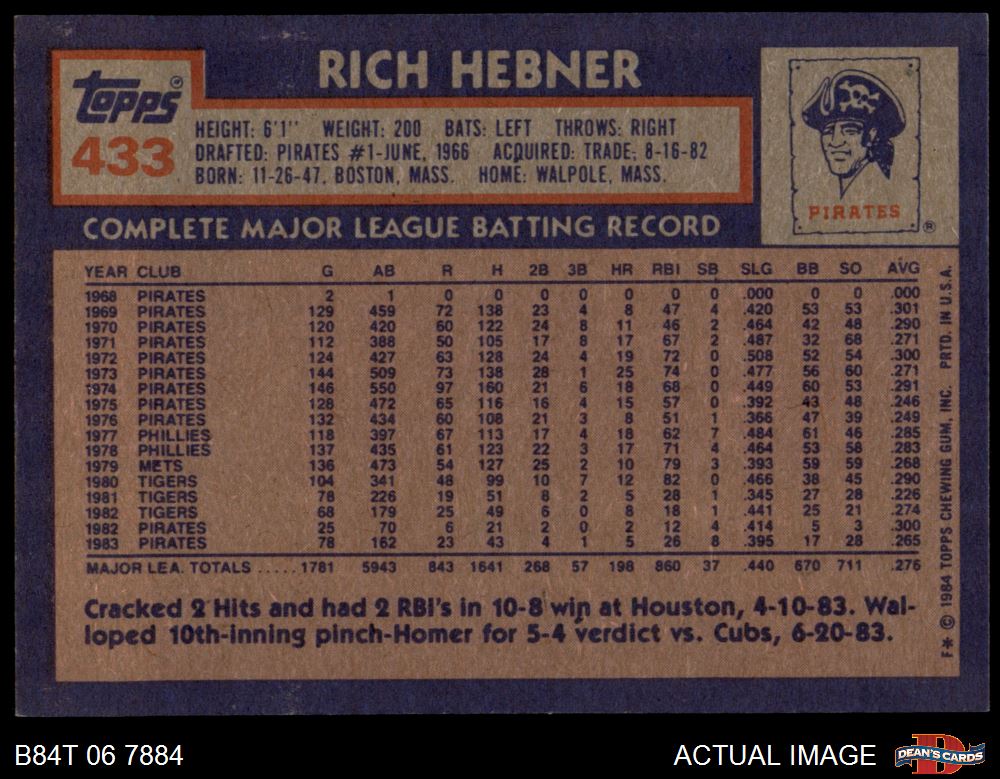 RICH HEBNER
Topps ®
433
HEIGHT: 6'1" WEIGHT: 200 BATS: LEFT THROWS: RIGHT
DRAFTED: PIRATES #1-JUNE, 1966 ACQUIRED: TRADE, 8-16-82
BORN: 11-26-47, BOSTON, MASS. HOME: WALPOLE, MASS.
PIRATES ®
COMPLETE MAJOR LEAGUE BATTING RECORD
YEAR CLUB G AB R H 2B 3B HR RBI SB SLG BB SO AVG
1968 PIRATES 2 1 0 0 0 0 0 0 0 .000 0 0 .000
1969 PIRATES 129 459 72 138 23 4 8 47 4 .420 53 53 .301
1970 PIRATES 120 420 60 122 24 8 11 46 2 .464 42 48 .290
1971 PIRATES 112 388 50 105 17 8 17 67 2 .487 32 68 .271
1972 PIRATES 124 427 63 128 24 4 19 72 0 .508 52 54 .300
1973 PIRATES 144 509 73 138 28 1 25 74 0 .477 56 60 .271
1974 PIRATES 146 550 97 160 21 6 18 68 0 .449 60 53 .291
1975 PIRATES 128 472 65 116 16 4 15 57 0 .392 43 48 .246
1976 PIRATES 132 434 60 108 21 3 8 51 1 .366 47 39 .249
1977 PHILLIES 118 397 67 113 17 4 18 62 7 .484 61 46 .285
1978 PHILLIES 137 435 61 123 22 3 17 71 4 .464 53 58 .283
1979 METS 136 473 54 127 25 2 10 79 3 .393 59 59 .268
1980 TIGERS 104 341 48 99 10 7 12 82 0 .466 38 45 .290
1981 TIGERS 78 226 19 51 8 2 5 28 1 .345 27 28 .226
1982 TIGERS 68 179 25 49 6 0 8 18 1 .441 25 21 .274
1982 PIRATES 25 70 6 21 2 0 2 12 4 .414 5 3 .300
1983 PIRATES 78 162 23 43 4 1 5 26 8 .395 17 28 .265
MAJOR LEA. TOTALS ..... 1781 5943 843 1641 268 57 198 860 37 .440 670 711 .276
Cracked 2 Hits and had 2 RBI's in 10-8 win at Houston, 4-10-83. Wal-
loped 10th-inning pinch-Homer for 5-4 verdict vs. Cubs, 6-20-83.
F* © 1984 TOPPS CHEWING GUM, INC. PRTD. IN U.S.A.
B84T 06 7884
ACTUAL IMAGE
DEAN'S CARDS